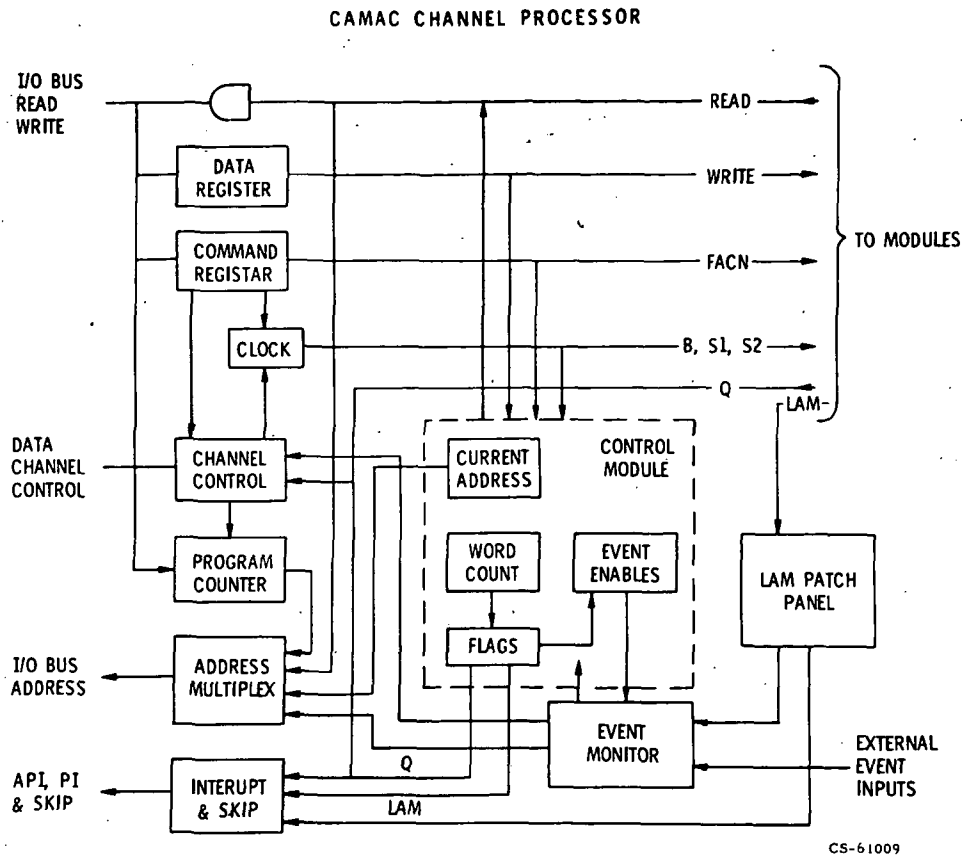 CAMAC CHANNEL PROCESSOR
I/O BUS
READ
WRITE
READ
DATA
REGISTER
WRITE
TO MODULES
COMMAND
REGISTAR
FACN
CLOCK
B, S1, S2
Q
LAM
DATA
CHANNEL
CONTROL
CHANNEL
CONTROL
CURRENT
ADDRESS
CONTROL
MODULE
PROGRAM
COUNTER
WORD
COUNT
EVENT
ENABLES
LAM PATCH
PANEL
FLAGS
I/O BUS
ADDRESS
ADDRESS
MULTIPLEX
EVENT
MONITOR
EXTERNAL
EVENT
INPUTS
API, PI
& SKIP
INTERUPT
& SKIP
Q
LAM
CS-61009